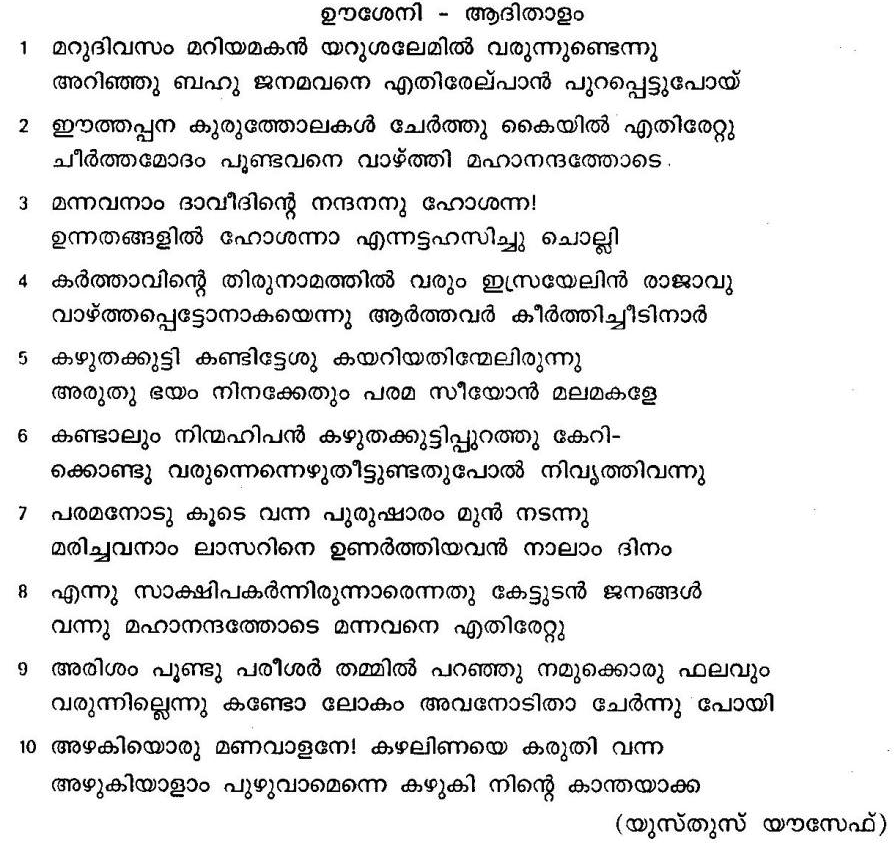 ഊശേനി - ആദിതാളം
1 മറുദിവസം മറിയമകൻ യറുശലേമിൽ വരുന്നുണ്ടെന്നു
അറിഞ്ഞു ബഹു ജനമവനെ എതിരേല്പാൻ പുറപ്പെട്ടുപോയ്
2 ഈത്തപ്പന കുരുത്തോലകൾ ചേർത്തു കൈയിൽ എതിരേറ്റു
ചീർത്തമോദം പൂണ്ടവനെ വാഴ്ത്തി മഹാനന്ദത്തോടെ.
3 മന്നവനാം ദാവീദിന്റെ നന്ദനനു ഹോശന്ന!
ഉന്നതങ്ങളിൽ ഹോശന്നാ എന്നട്ടഹസിച്ചു ചൊല്ലി
4 കർത്താവിന്റെ തിരുനാമത്തിൽ വരും ഇസ്രയേലിൻ രാജാവു
വാഴ്ത്തപ്പെട്ടോനാകയെന്നു ആർത്തവർ കീർത്തിച്ചീടിനാർ
5 കഴുതക്കുട്ടി കണ്ടിട്ടേശു കയറിയതിന്മേലിരുന്നു
അരുതു ഭയം നിനക്കേതും പരമ സീയോൻ മലമകളേ
6 കണ്ടാലും നിന്മഹിപൻ കഴുതക്കുട്ടിപ്പുറത്തു കേറി-
ക്കൊണ്ടു വരുന്നെന്നെഴുതീട്ടുണ്ടതുപോൽ നിവൃത്തിവന്നു
7 പരമനോടു കൂടെ വന്ന പുരുഷാരം മുൻ നടന്നു
മരിച്ചവനാം ലാസറിനെ ഉണർത്തിയവൻ നാലാം ദിനം
8 എന്നു സാക്ഷിപകർന്നിരുന്നാരെന്നതു കേട്ടുടൻ ജനങ്ങൾ
വന്നു മഹാനന്ദത്തോടെ മന്നവനെ എതിരേറ്റു
9 അരിശം പൂണ്ടു പരീശർ തമ്മിൽ പറഞ്ഞു നമുക്കൊരു ഫലവും
വരുന്നില്ലെന്നു കണ്ടോ ലോകം അവനോടിതാ ചേർന്നു പോയി
10 അഴകിയൊരു മണവാളനേ! കഴലിണയെ കരുതി വന്ന
അഴുകിയാളാം പുഴുവാമെന്നെ കഴുകി നിന്റെ കാന്തയാക്ക
(യുസ്തുസ് യൗസേഫ്)